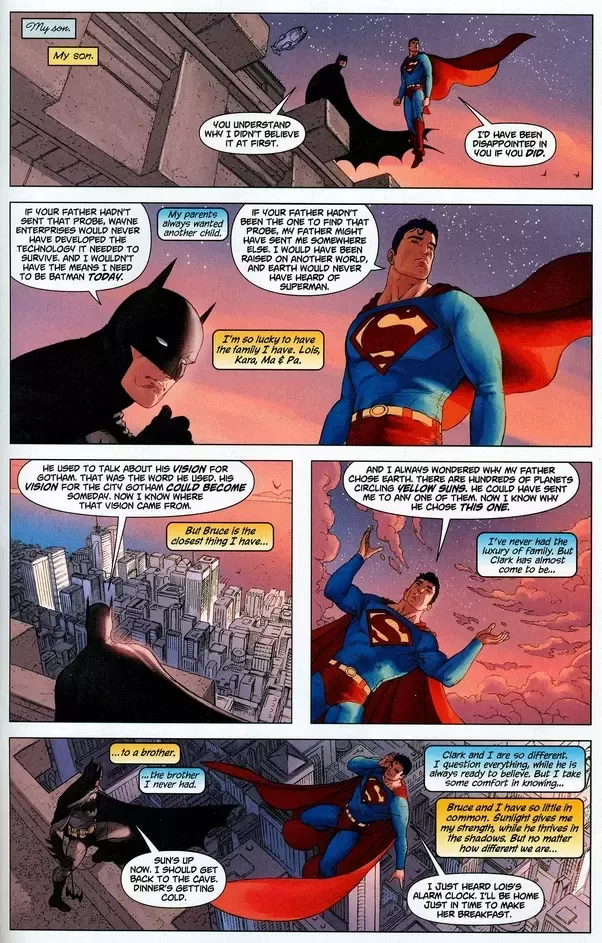 My son.
My son.
YOU UNDERSTAND
WHY I DIDN'T BELIEVE
IT AT FIRST.
I'D HAVE BEEN
DISAPPOINTED IN
YOU IF YOU DID.
IF YOUR FATHER HADN'T
SENT THAT PROBE, WAYNE
ENTERPRISES WOULD NEVER
HAVE DEVELOPED THE
TECHNOLOGY IT NEEDED TO
SURVIVE. AND I WOULDN'T
HAVE THE MEANS I NEED
TO BE BATMAN TODAY.
My parents
always wanted
another child.
IF YOUR FATHER HADN'T
BEEN THE ONE TO FIND THAT
PROBE, MY FATHER MIGHT
HAVE SENT ME SOMEWHERE
ELSE. I WOULD HAVE BEEN
RAISED ON ANOTHER WORLD,
AND EARTH WOULD NEVER
HAVE HEARD OF
SUPERMAN.
I'm so lucky to have
the family I have. Lois,
Kara, Ma & Pa.
HE USED TO TALK ABOUT HIS VISION FOR
GOTHAM. THAT WAS THE WORD HE USED. HIS
VISION FOR THE CITY GOTHAM COULD BECOME
SOMEDAY. NOW I KNOW WHERE
THAT VISION CAME FROM.
But Bruce is the
closest thing I have...
AND I ALWAYS WONDERED WHY MY FATHER
CHOSE EARTH. THERE ARE HUNDREDS OF PLANETS
CIRCLING YELLOW SUNS. HE COULD HAVE SENT
ME TO ANY ONE OF THEM. NOW I KNOW WHY
HE CHOSE THIS ONE.
I've never had the
luxury of family. But
Clark has almost
come to be...
...to a brother.
...the brother
I never had.
SUN'S UP
NOW. I SHOULD GET
BACK TO THE CAVE.
DINNER'S GETTING
COLD.
Clark and I are so different.
I question everything, while he is
always ready to believe. But I take
some comfort in knowing...
Bruce and I have so little in
common. Sunlight gives me
my strength, while he thrives in
the shadows. But no matter
how different we are...
I JUST HEARD LOIS'S
ALARM CLOCK. I'LL BE HOME
JUST IN TIME TO MAKE
HER BREAKFAST.